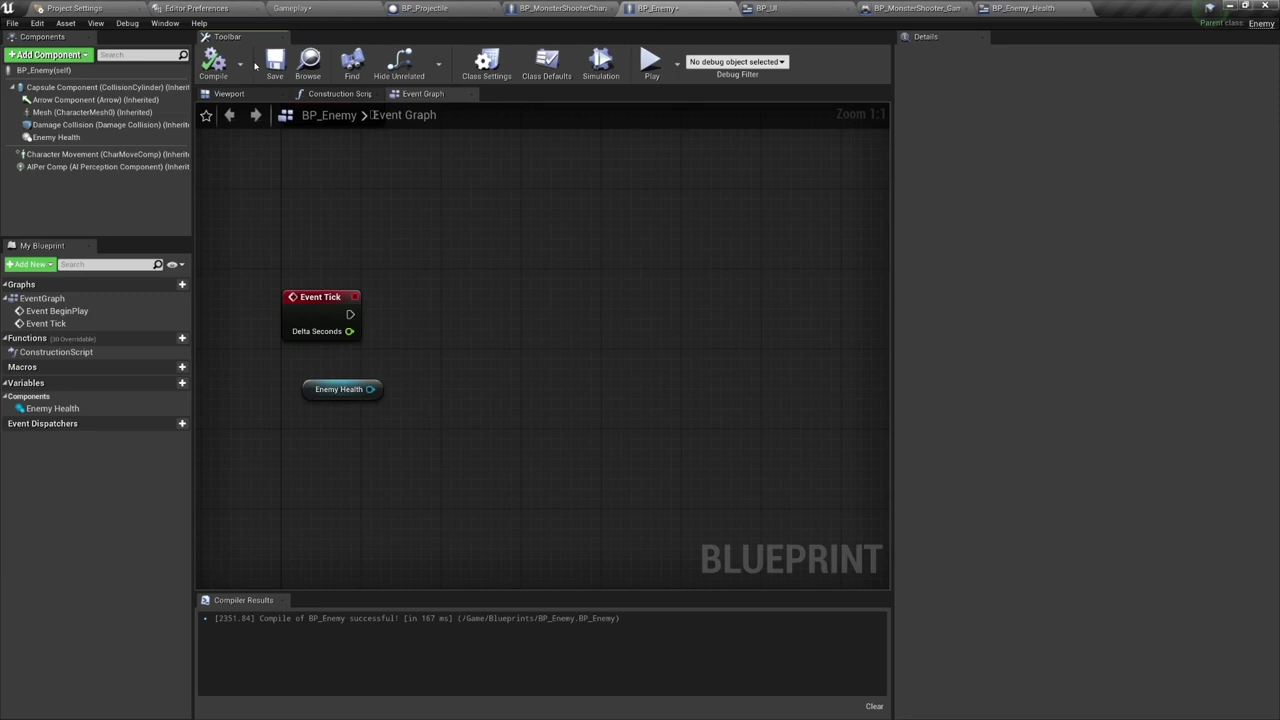 Project Settings
Editor Preferences
Gameplay•
BP_Projectile
BP_MonsterShooterChar
BP_Enemy•
BP_UI
BP_MonsterShooter_Gam
BP_Enemy_Health
File Edit Asset View Debug Window Help
Parent class: Enemy
Components
Add Component
Search
BP_Enemy(self)
Capsule Component (CollisionCylinder) (Inherit
Arrow Component (Arrow) (Inherited)
Mesh (CharacterMesh0) (Inherited)
Damage Collision (Damage Collision) (Inherit
Enemy Health
Character Movement (CharMoveComp) (Inherit
AIPer Comp (AI Perception Component) (Inherit
Toolbar
Compile
Save
Browse
Find
Hide Unrelated
Class Settings
Class Defaults
Simulation
Play
No debug object selected
Debug Filter
Viewport
Construction Scrip
Event Graph
BP_Enemy
Event Graph
Zoom 1:1
Event Tick
Delta Seconds
Enemy Health
BLUEPRINT
My Blueprint
Add New
Search
Graphs
EventGraph
Event BeginPlay
Event Tick
Functions (30 Overridable)
ConstructionScript
Macros
Variables
Components
Enemy Health
Event Dispatchers
Compiler Results
[2351.84] Compile of BP_Enemy successful! [in 167 ms] (/Game/Blueprints/BP_Enemy.BP_Enemy)
Clear
Details